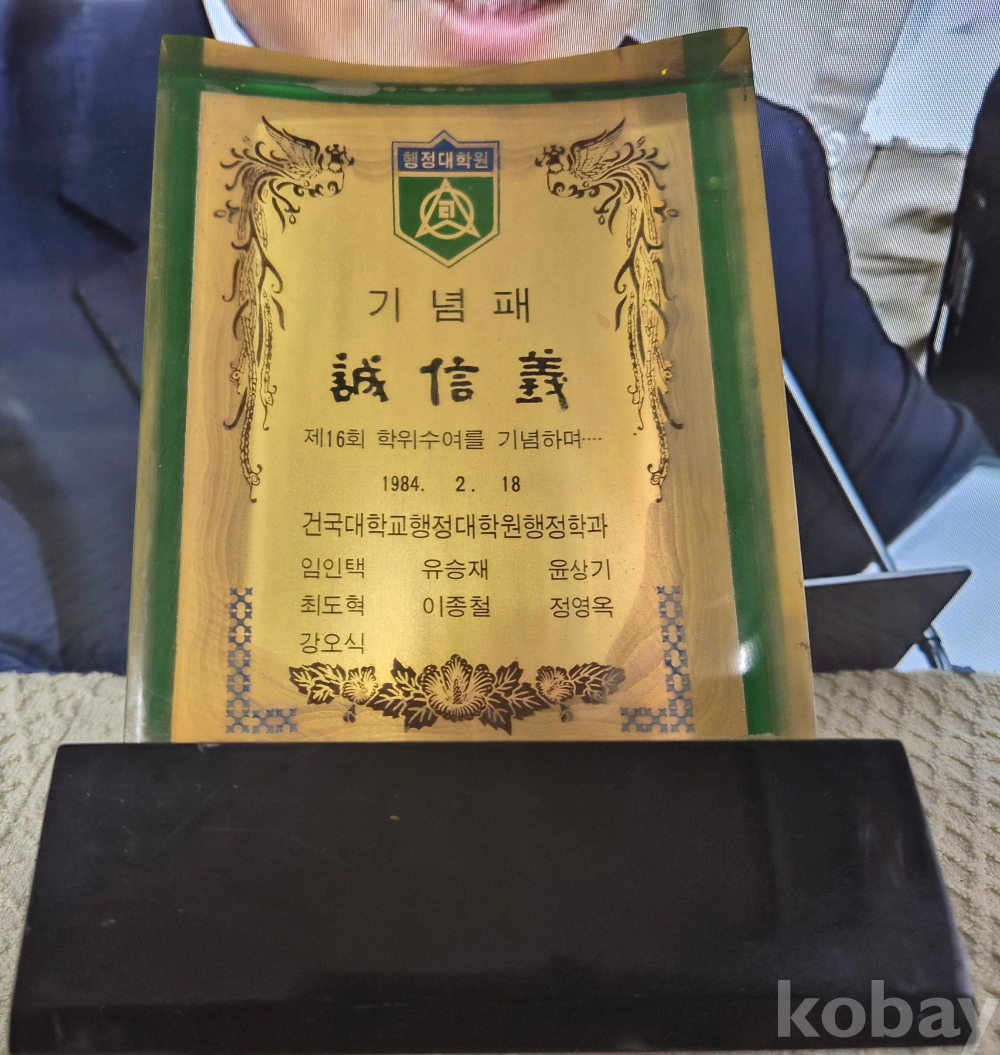 행정대학원
기념패
誠信義
제16회 학위수여를 기념하며····
1984. 2. 18
건국대학교행정대학원행정학과
임인택 유승재 윤상기
최도혁 이종철 정영옥
강오식
kobay